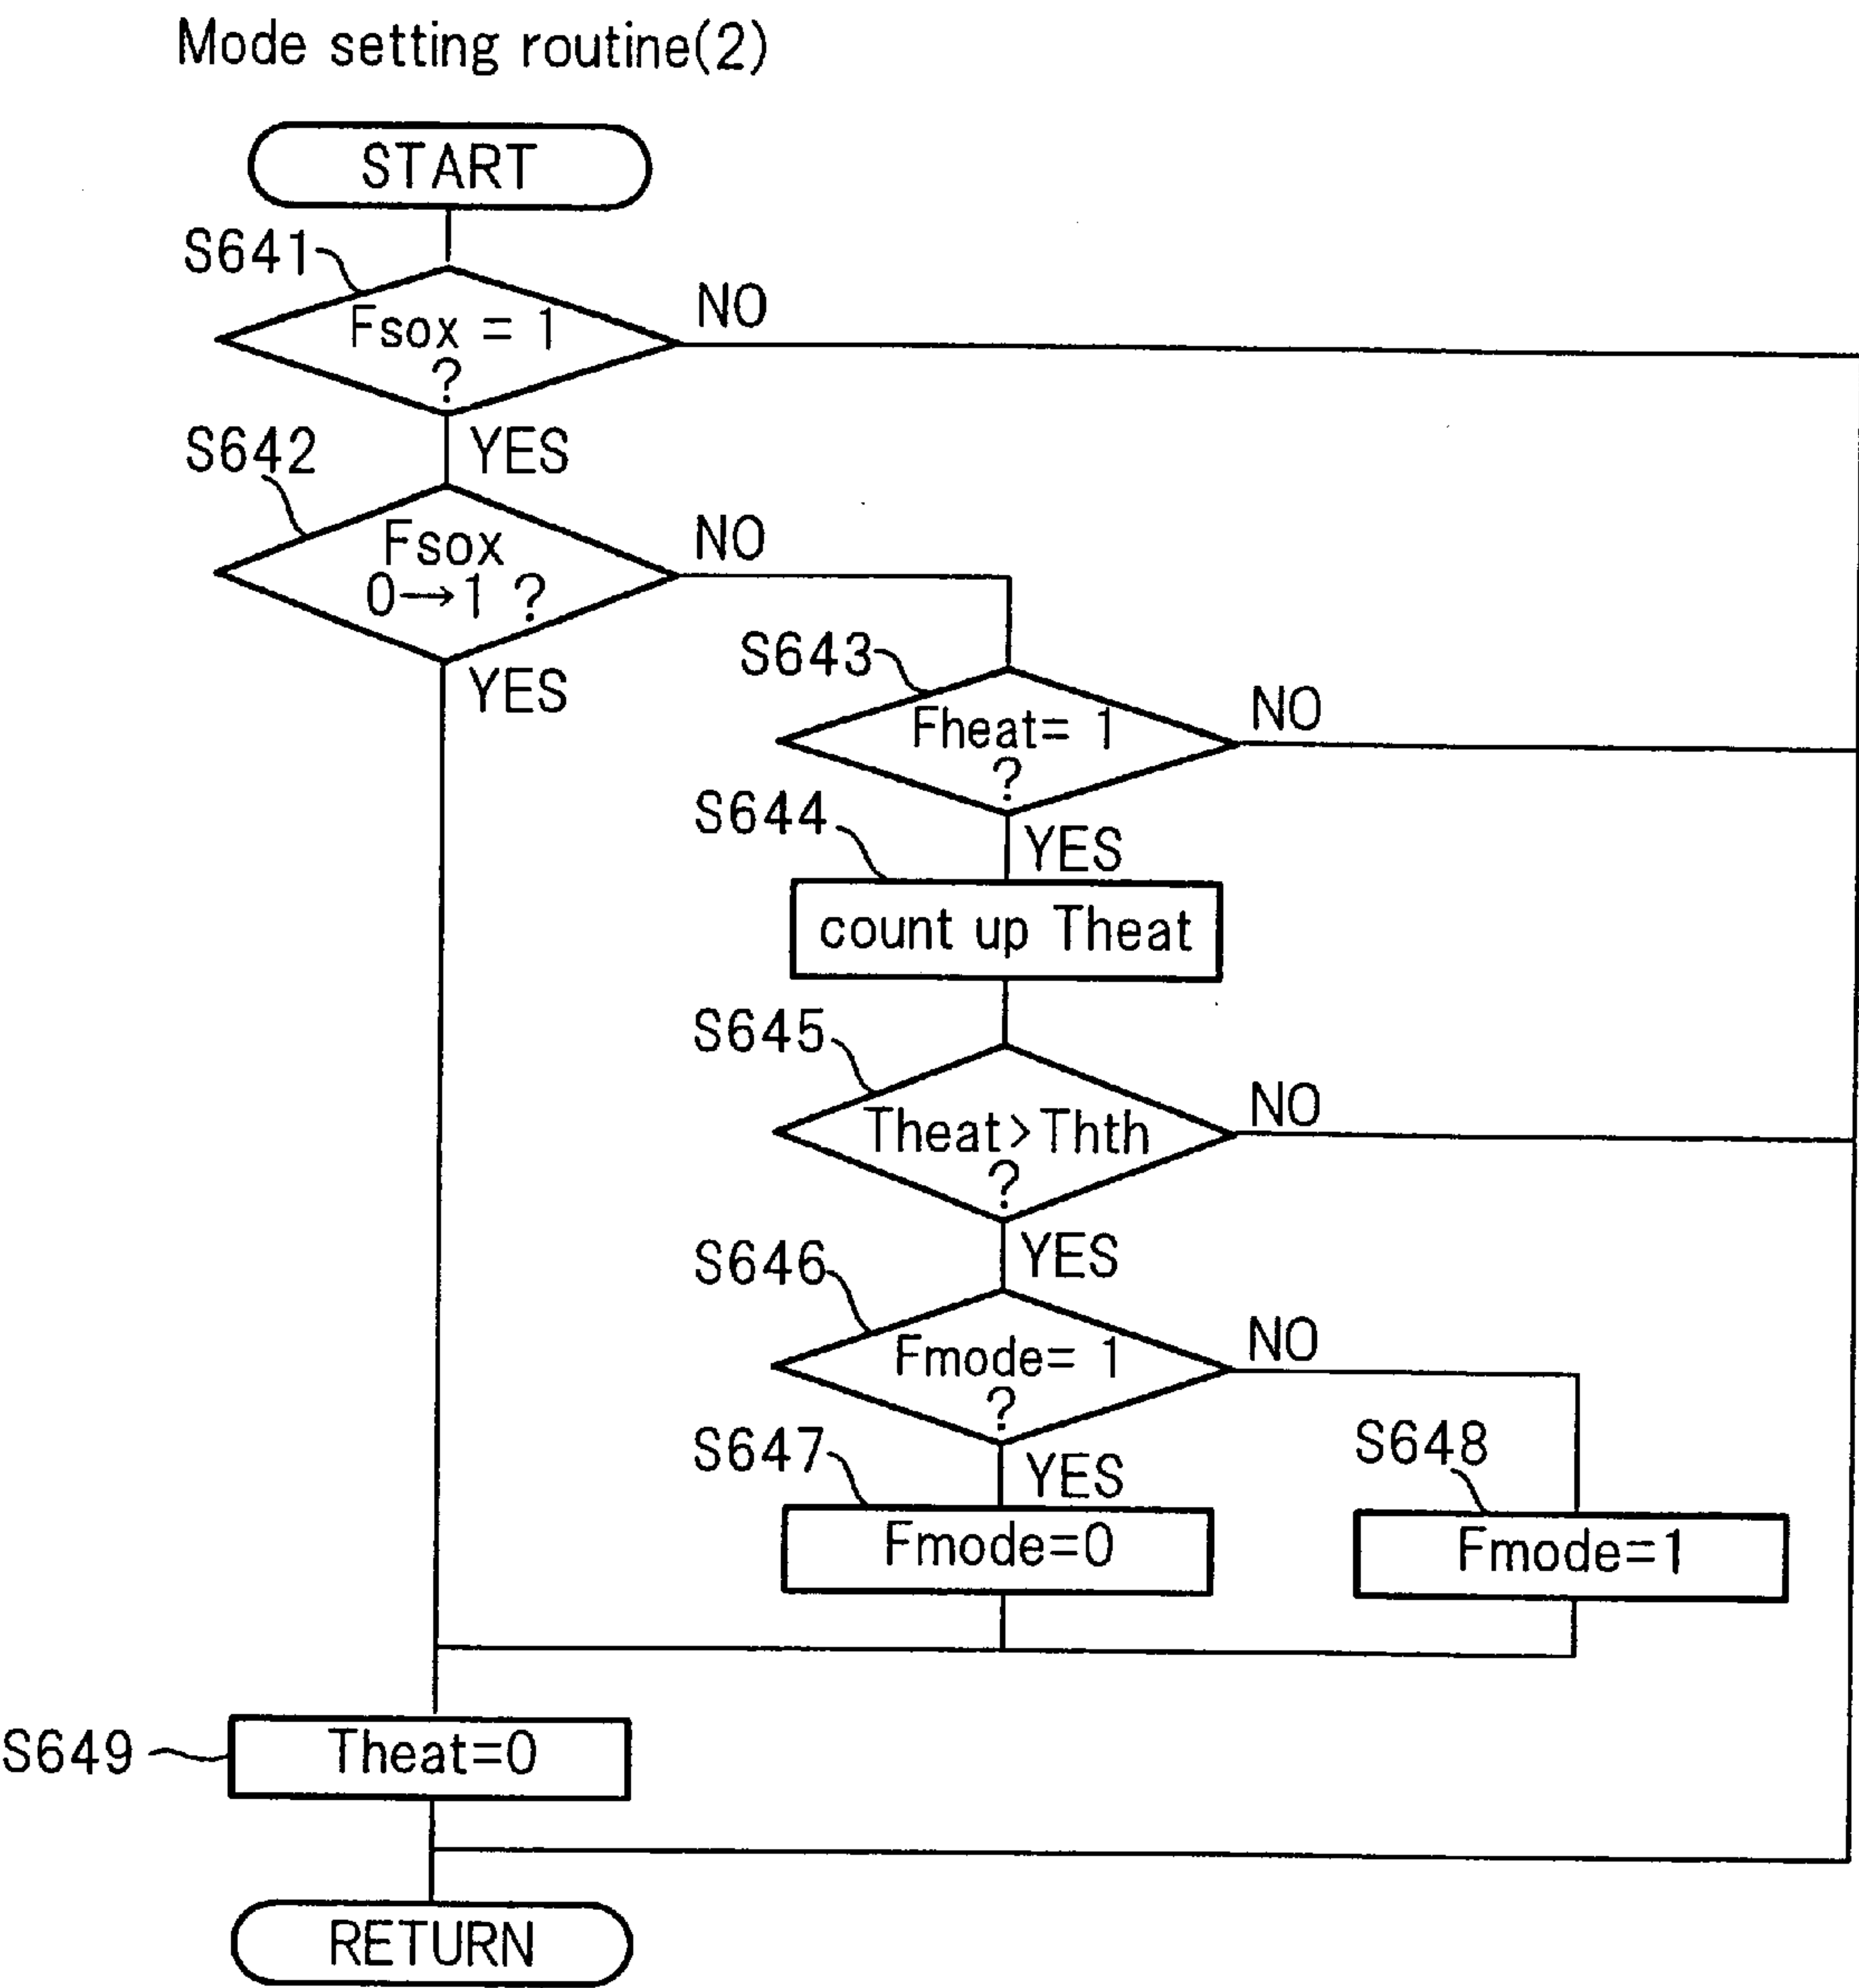 Mode setting routine(2)
START
S641
Fsox = 1
?
NO
YES
S642
Fsox
0→1 ?
NO
YES
S643
Fheat= 1
?
NO
YES
S644
count up Theat
S645
Theat>Thth
?
NO
YES
S646
Fmode= 1
?
NO
YES
S647
Fmode=0
S648
Fmode=1
S649
Theat=0
RETURN